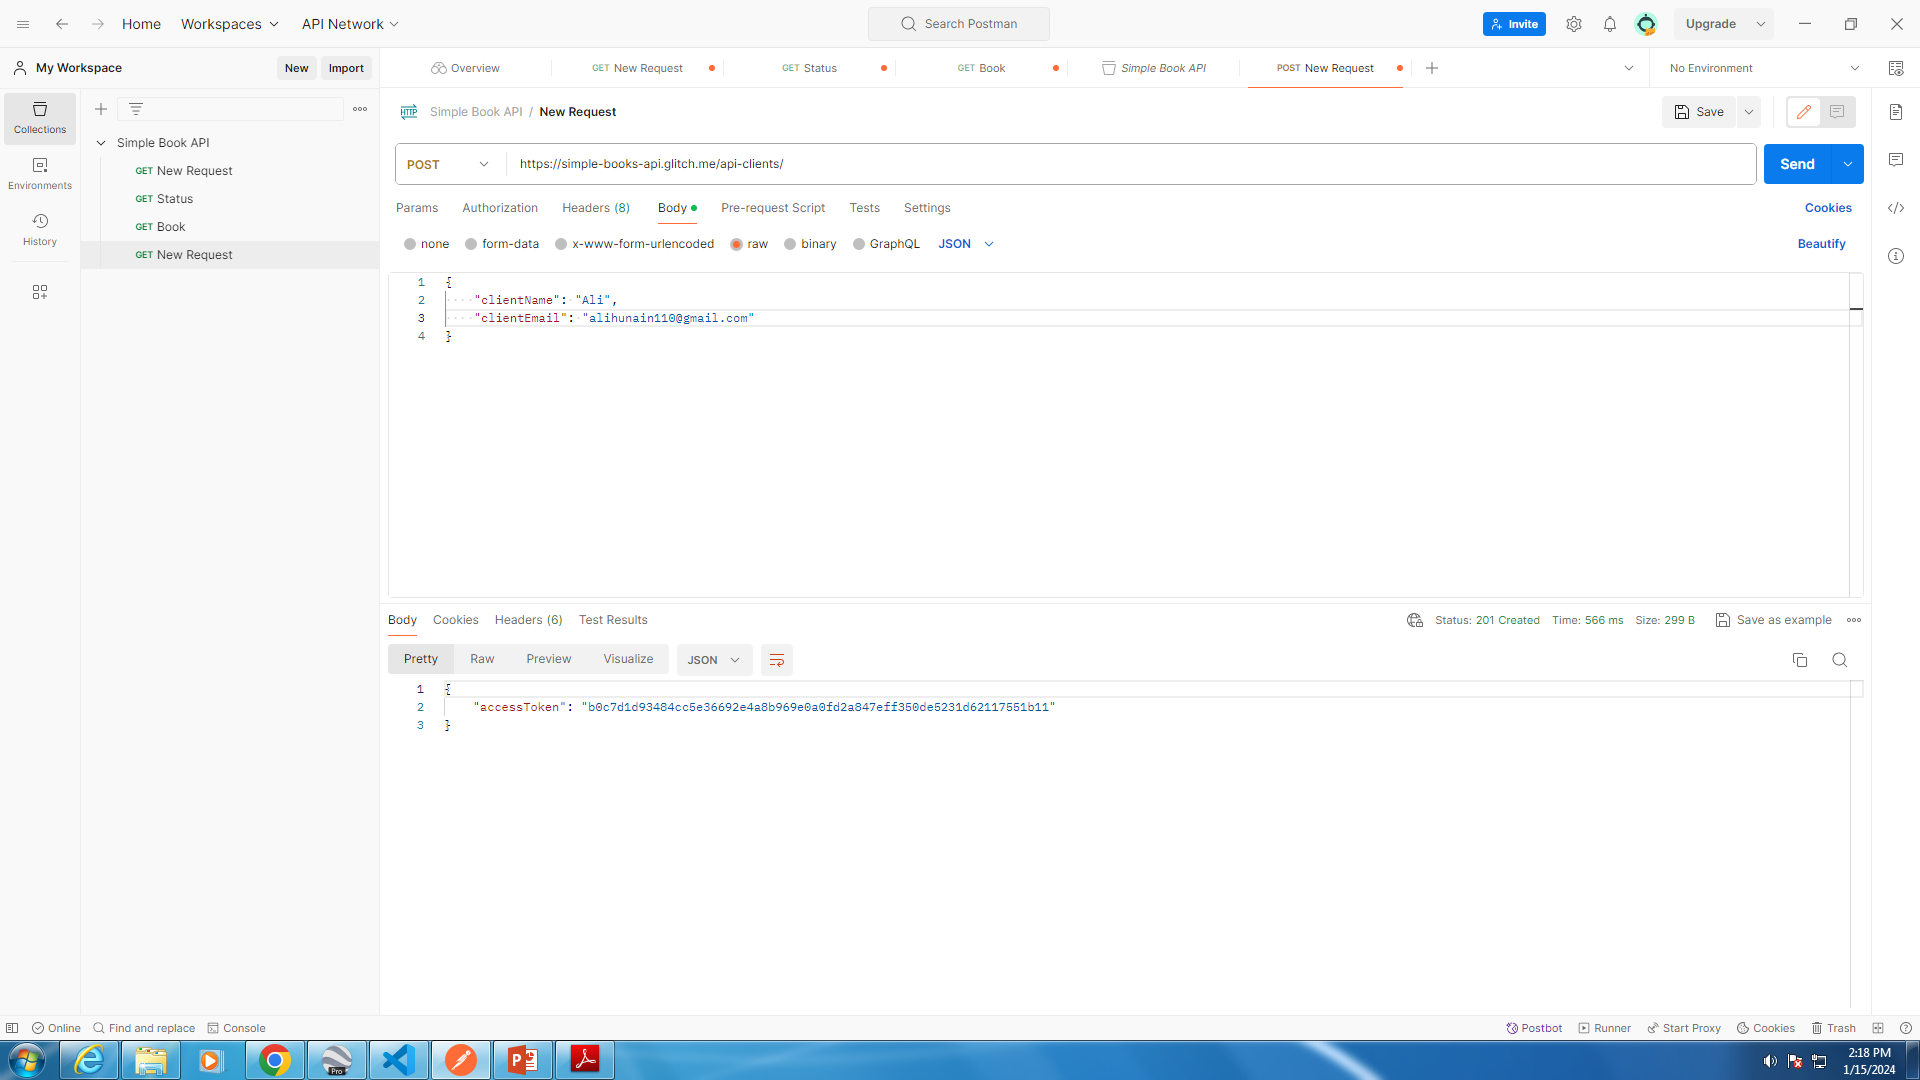 Home Workspaces API Network Search Postman Invite Upgrade
My Workspace New Import Overview GET New Request GET Status GET Book Simple Book API POST New Request No Environment
Collections
Environments
History
Simple Book API
GET New Request
GET Status
GET Book
GET New Request
Simple Book API / New Request Save
POST https://simple-books-api.glitch.me/api-clients/ Send
Params Authorization Headers (8) Body Pre-request Script Tests Settings Cookies
none form-data x-www-form-urlencoded raw binary GraphQL JSON Beautify
1 {
2 "clientName": "Ali",
3 "clientEmail": "alihunain110@gmail.com"
4 }
Body Cookies Headers (6) Test Results Status: 201 Created Time: 566 ms Size: 299 B Save as example
Pretty Raw Preview Visualize JSON
1 {
2 "accessToken": "b0c7d1d93484cc5e36692e4a8b969e0a0fd2a847eff350de5231d62117551b11"
3 }
Online Find and replace Console Postbot Runner Start Proxy Cookies Trash
Pro
2:18 PM
1/15/2024